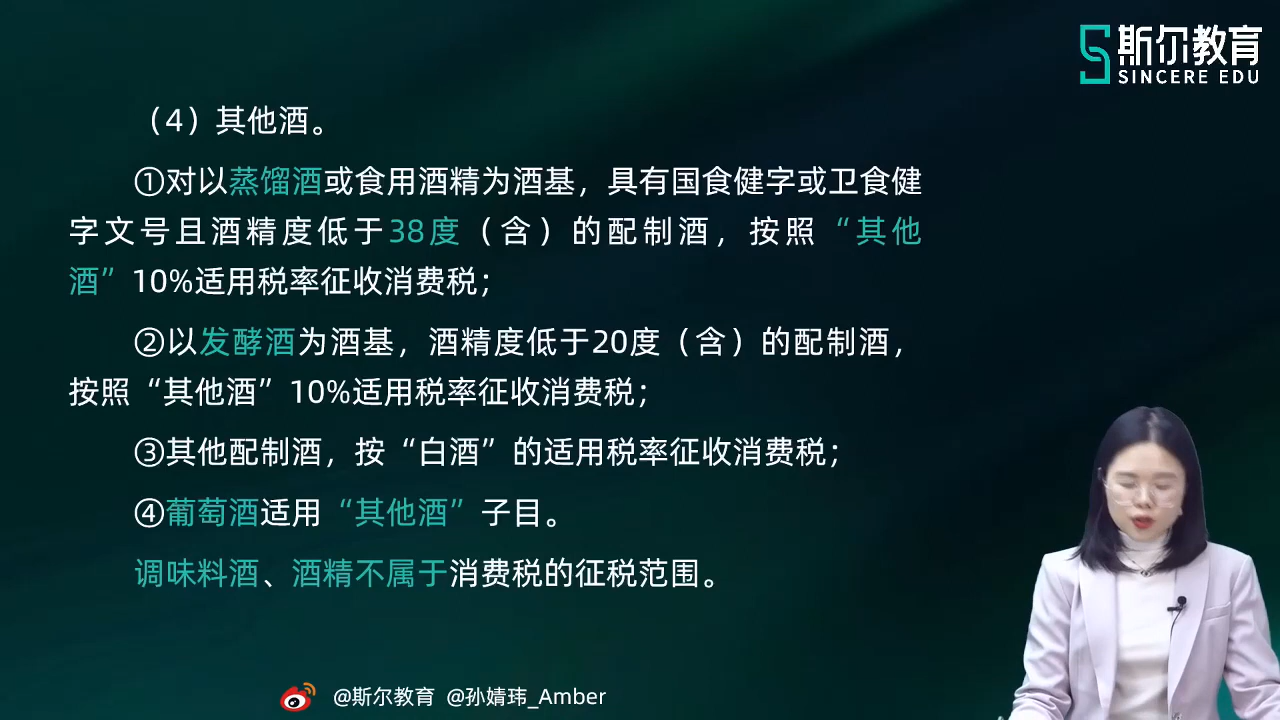 斯尔教育
SINCERE EDU
（4）其他酒。
①对以蒸馏酒或食用酒精为酒基，具有国食健字或卫食健
字文号且酒精度低于38度（含）的配制酒，按照“其他
酒”10%适用税率征收消费税；
②以发酵酒为酒基，酒精度低于20度（含）的配制酒，
按照“其他酒”10%适用税率征收消费税；
③其他配制酒，按“白酒”的适用税率征收消费税；
④葡萄酒适用“其他酒”子目。
调味料酒、酒精不属于消费税的征税范围。
@斯尔教育 @孙婧玮_Amber